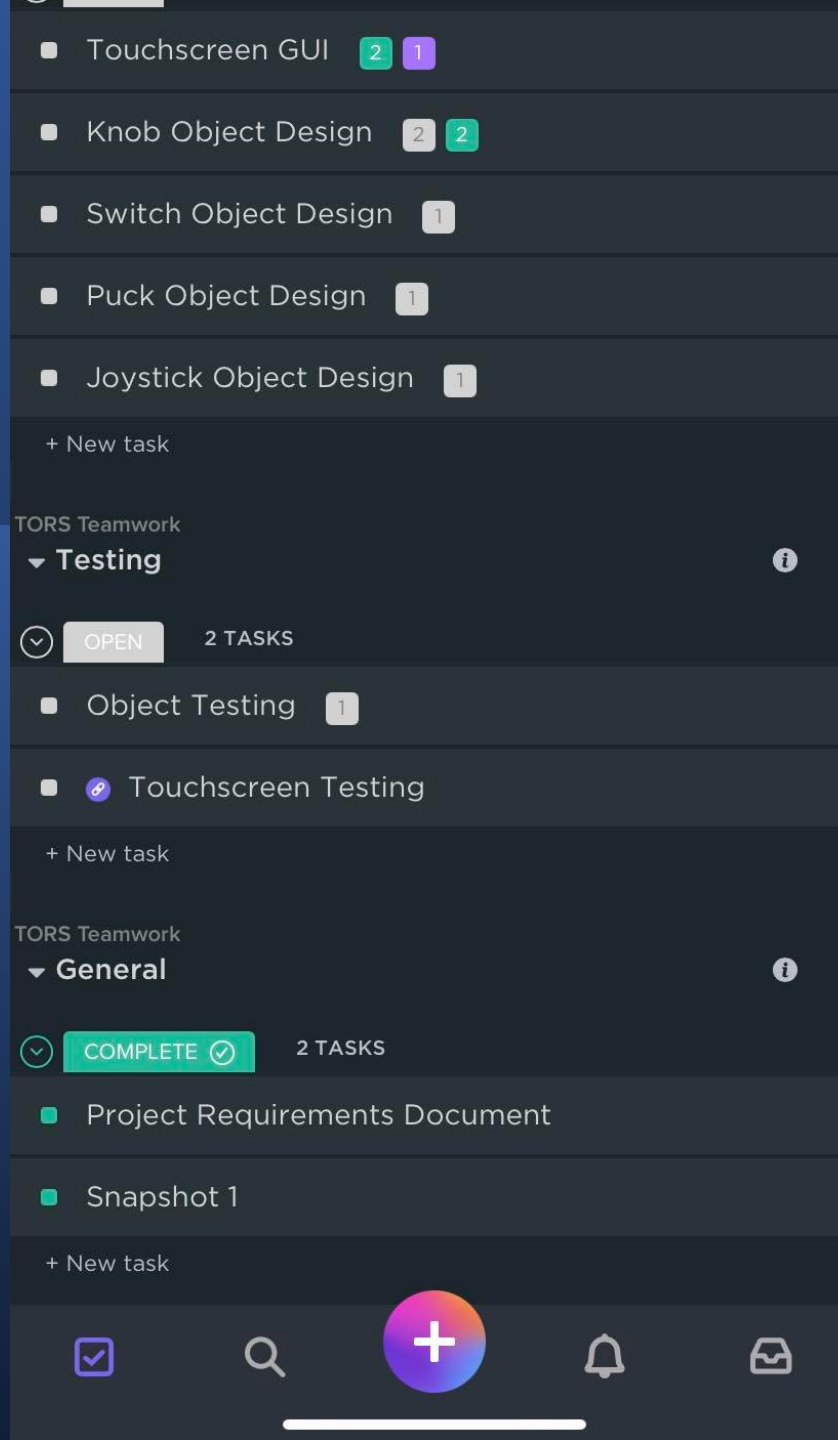 Touchscreen GUI 2 1
Knob Object Design 2 2
Switch Object Design 1
Puck Object Design 1
Joystick Object Design 1
+ New task
TORS Teamwork
Testing
OPEN 2 TASKS
Object Testing 1
Touchscreen Testing
+ New task
TORS Teamwork
General
COMPLETE 2 TASKS
Project Requirements Document
Snapshot 1
+ New task